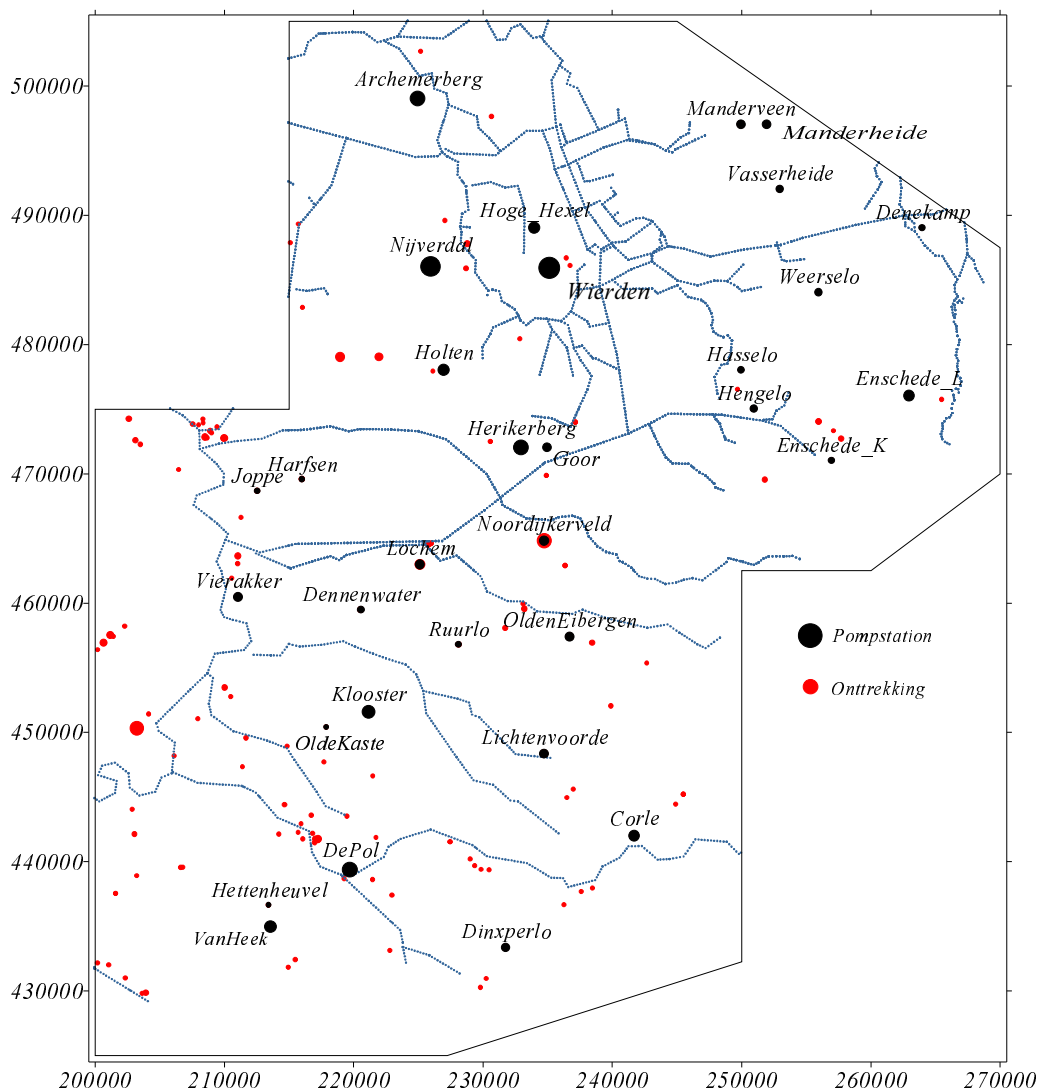 500000
Archemerberg
Manderveen
Manderheide
Vasserheide
490000
Hoge_Hexel
Denekamp
Nijverdal
Weerselo
Wierden
480000
Holten
Hasselo
Enschede_L
Hengelo
Herikerberg
Enschede_K
Goor
470000
Harfsen
Joppe
Noordijkerveld
Lochem
Vierakker
Dennenwater
460000
OldenEibergen
Ruurlo
Pompstation
Onttrekking
Klooster
450000
OldeKaste
Lichtenvoorde
Corle
DePol
440000
Hettenheuvel
VanHeek
Dinxperlo
430000
200000 210000 220000 230000 240000 250000 260000 270000